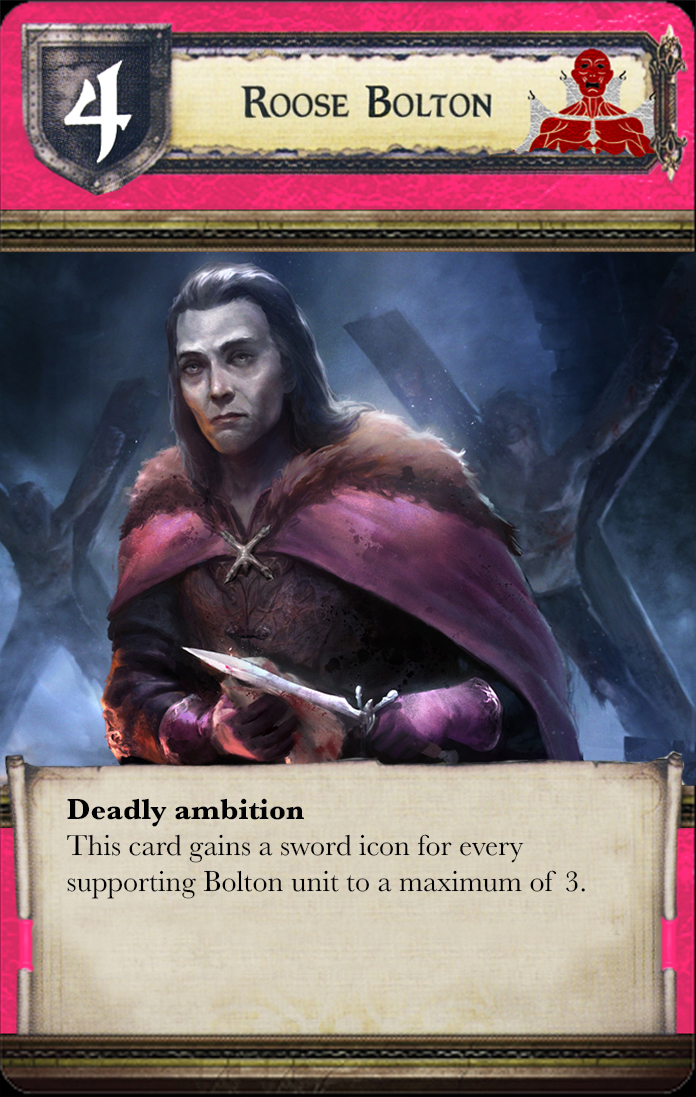 4
Roose Bolton
Deadly ambition
This card gains a sword icon for every
supporting Bolton unit to a maximum of 3.